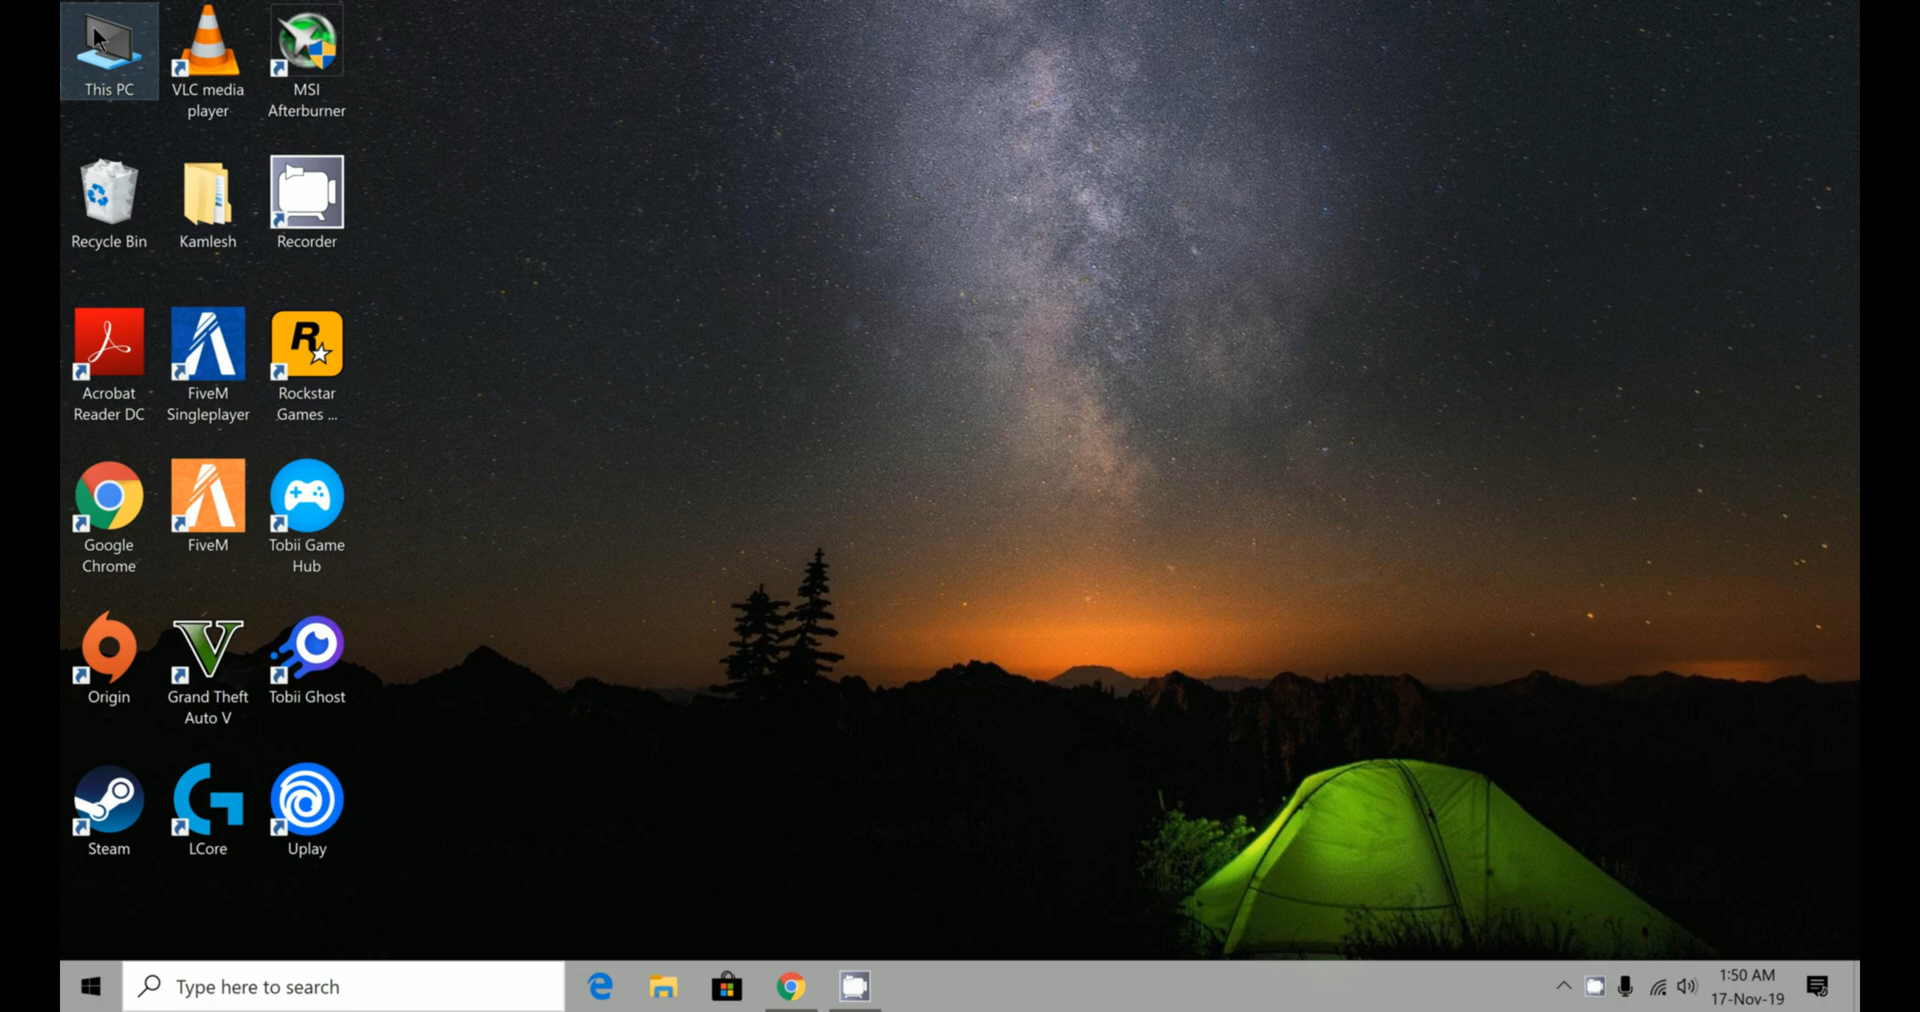 This PC
VLC media
player
MSI
Afterburner
Recycle Bin
Kamlesh
Recorder
Acrobat
Reader DC
FiveM
Singleplayer
R
Rockstar
Games ...
Google
Chrome
FiveM
Tobii Game
Hub
Origin
V
Grand Theft
Auto V
Tobii Ghost
Steam
LCore
Uplay
Type here to search
1:50 AM
17-Nov-19